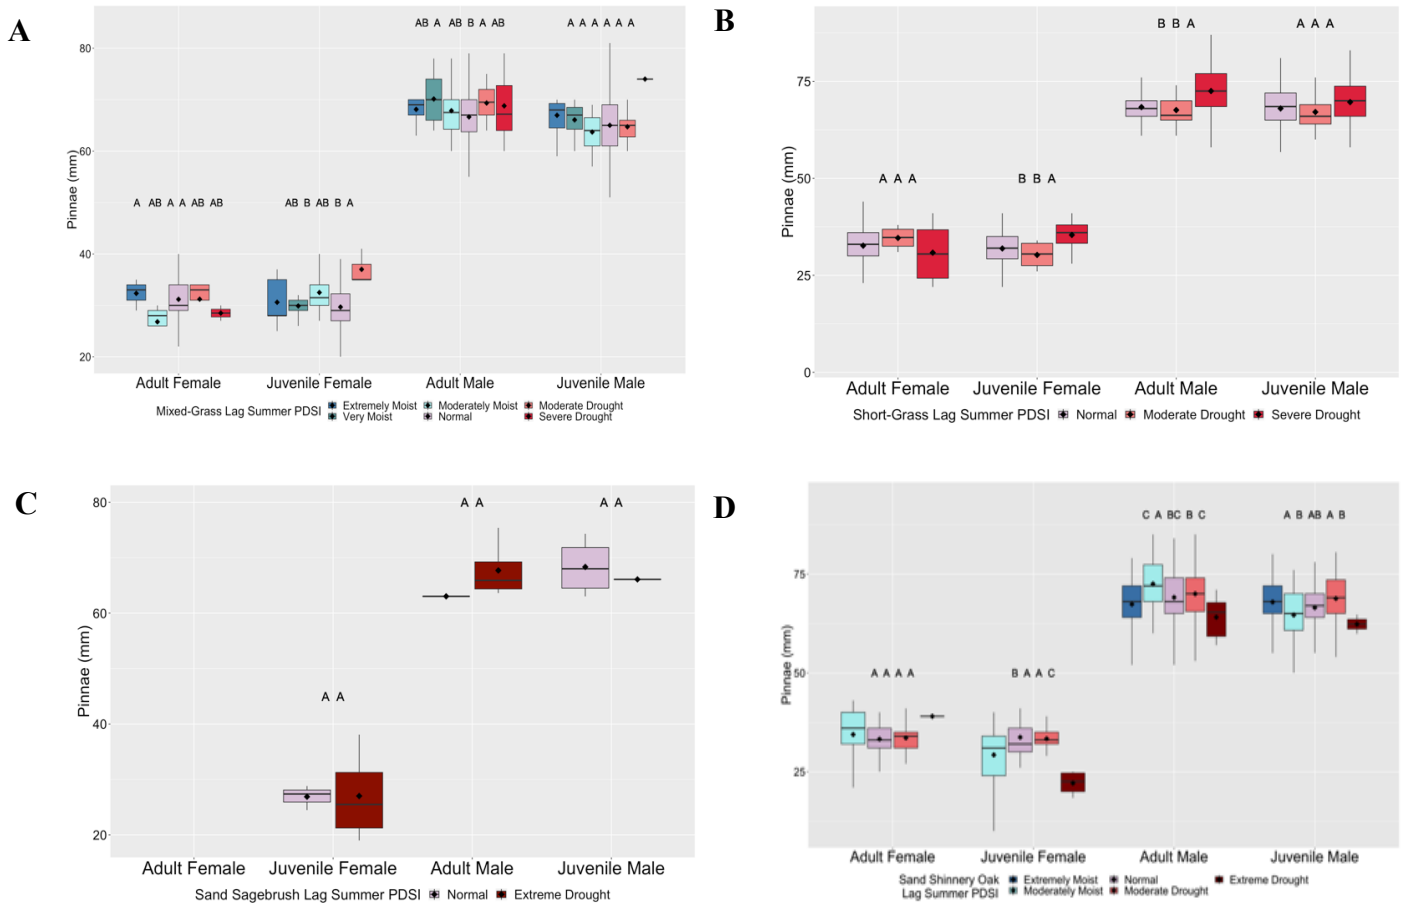 A
AB A AB B A AB
A A A A A A
80
60
A AB A A AB AB
AB B AB B A
40
20
Pinnae (mm)
Adult Female Juvenile Female Adult Male Juvenile Male
Mixed-Grass Lag Summer PDSI
Extremely Moist Moderately Moist Moderate Drought
Very Moist Normal Severe Drought
B
B B A
A A A
75
50
A A A
B B A
25
0
Pinnae (mm)
Adult Female Juvenile Female Adult Male Juvenile Male
Short-Grass Lag Summer PDSI Normal Moderate Drought Severe Drought
C
80
A A
A A
60
A A
40
20
Pinnae (mm)
Adult Female Juvenile Female Adult Male Juvenile Male
Sand Sagebrush Lag Summer PDSI Normal Extreme Drought
D
C A BC B C
A B AB A B
75
50
A A A A
B A A C
25
Pinnae (mm)
Adult Female Juvenile Female Adult Male Juvenile Male
Sand Shinnery Oak
Lag Summer PDSI
Extremely Moist Normal Extreme Drought
Moderately Moist Moderate Drought